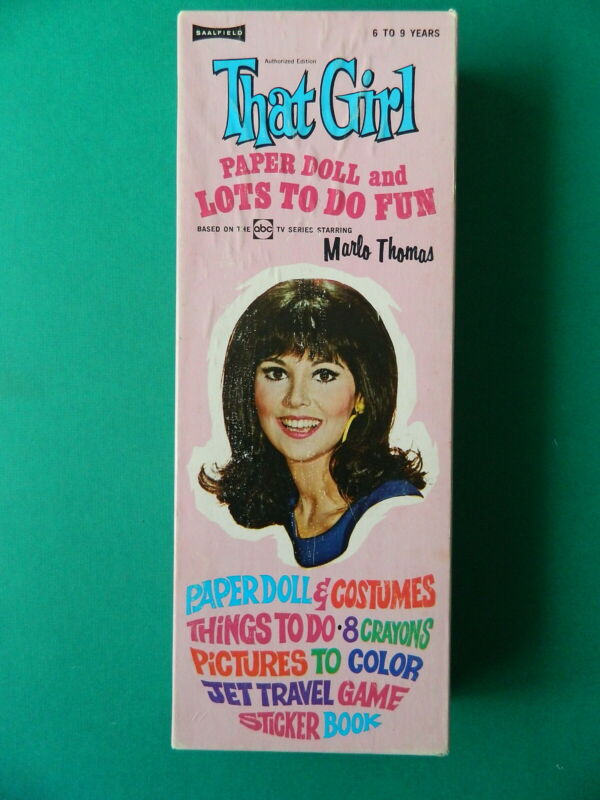 SAALFIELD
6 TO 9 YEARS
Authorized Edition
That Girl
PAPER DOLL and
LOTS TO DO FUN
BASED ON THE abc TV SERIES STARRING
Marlo Thomas
PAPER DOLL & COSTUMES
THINGS TO DO • 8 CRAYONS
PICTURES TO COLOR
JET TRAVEL GAME
STICKER BOOK